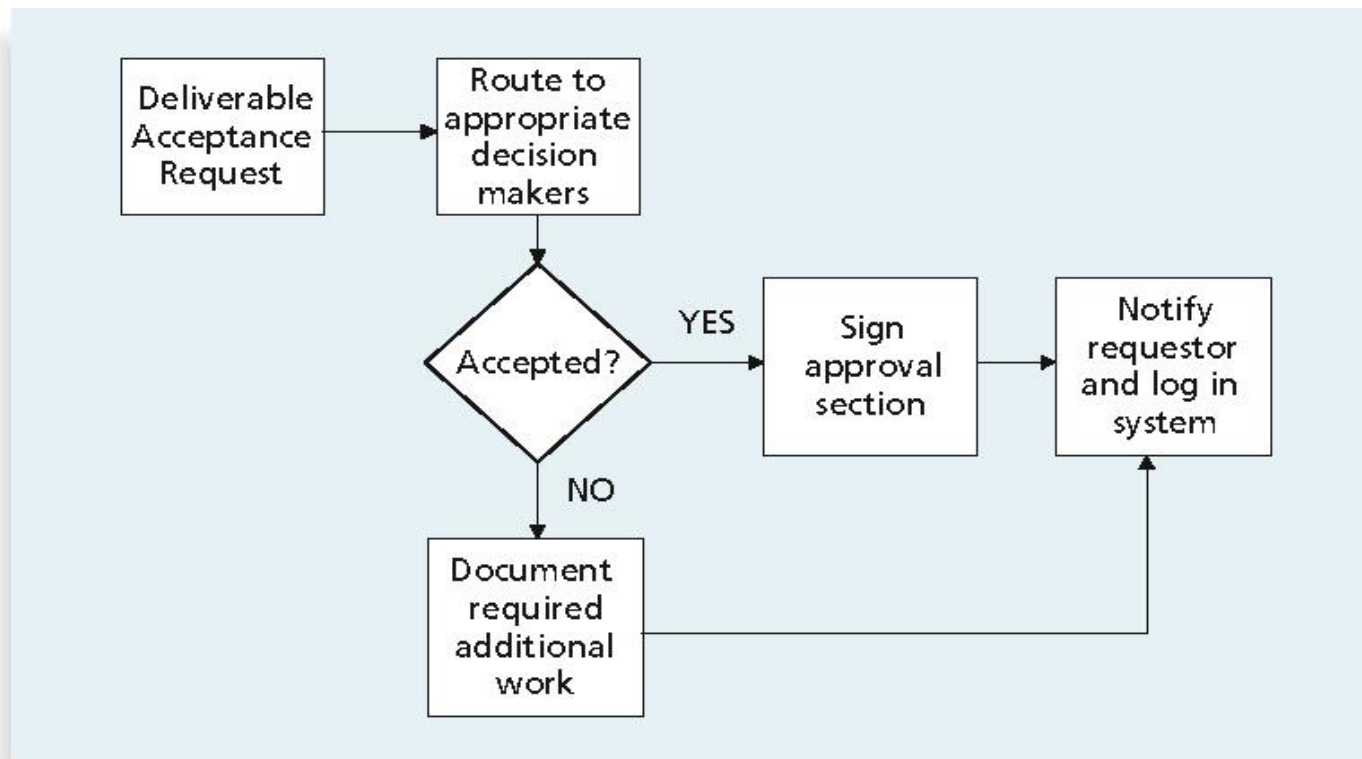 Deliverable
Acceptance
Request
Route to
appropriate
decision
makers
Accepted?
YES
Sign
approval
section
Notify
requestor
and log in
system
NO
Document
required
additional
work